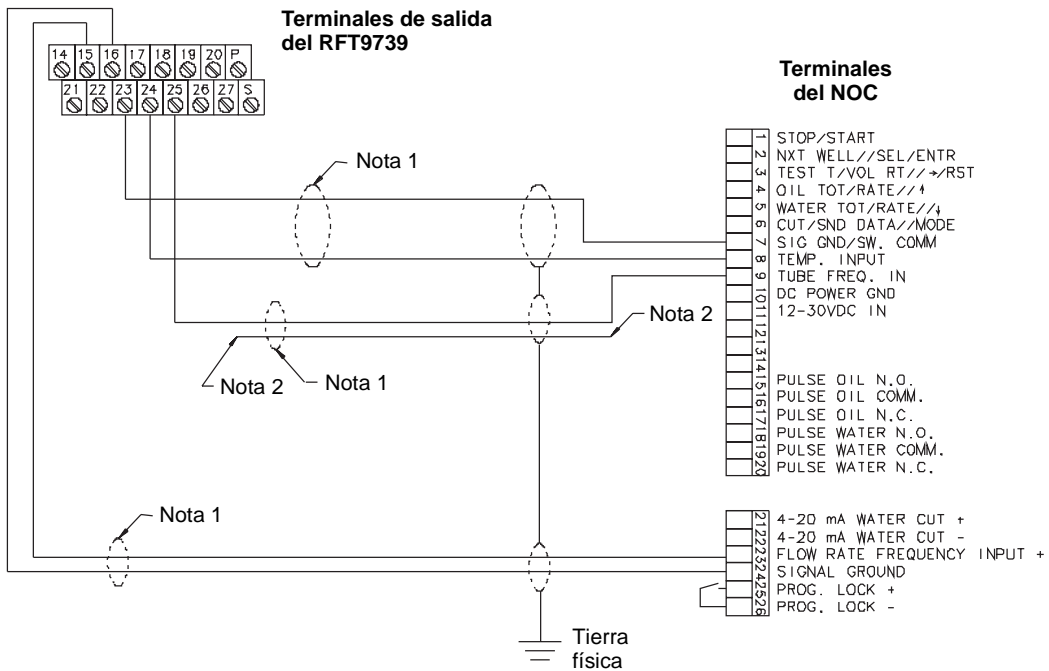 Terminales de salida
del RFT9739
14 15 16 17 18 19 20 P
21 22 23 24 25 26 27 S
Terminales
del NOC
1 STOP/START
2 NXT WELL//SEL/ENTR
3 TEST T/VOL RT//→/RST
4 OIL TOT/RATE//↑
5 WATER TOT/RATE//↓
6 CUT/SND DATA//MODE
7 SIG GND/SW. COMM
8 TEMP. INPUT
9 TUBE FREQ. IN
10 DC POWER GND
11 12-30VDC IN
12
13
14
15 PULSE OIL N.O.
16 PULSE OIL COMM.
17 PULSE OIL N.C.
18 PULSE WATER N.O.
19 PULSE WATER COMM.
20 PULSE WATER N.C.
21 4-20 mA WATER CUT +
22 4-20 mA WATER CUT -
23 FLOW RATE FREQUENCY INPUT +
24 SIGNAL GROUND
25 PROG. LOCK +
26 PROG. LOCK -
Nota 1
Nota 2
Nota 2
Nota 1
Nota 1
Tierra
física